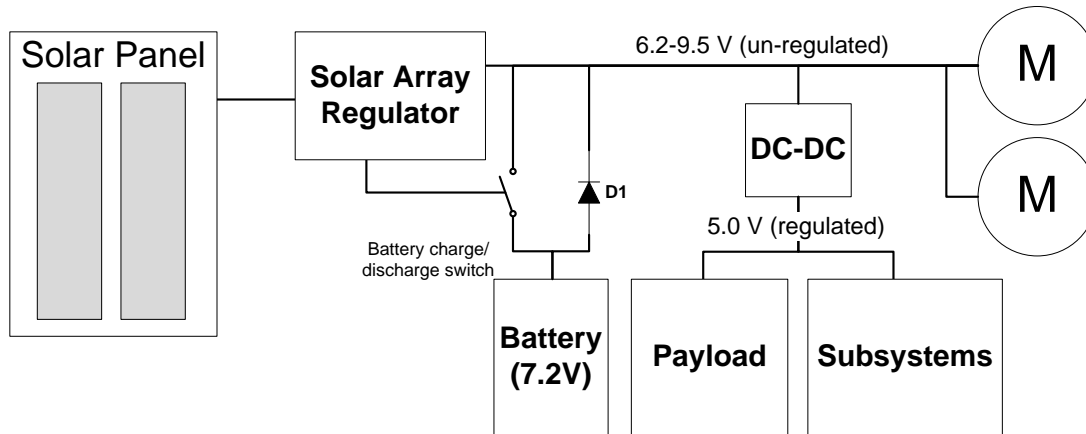 Solar Panel
Solar Array
Regulator
6.2-9.5 V (un-regulated)
M
DC-DC
M
D1
5.0 V (regulated)
Battery charge/
discharge switch
Battery
(7.2V)
Payload
Subsystems